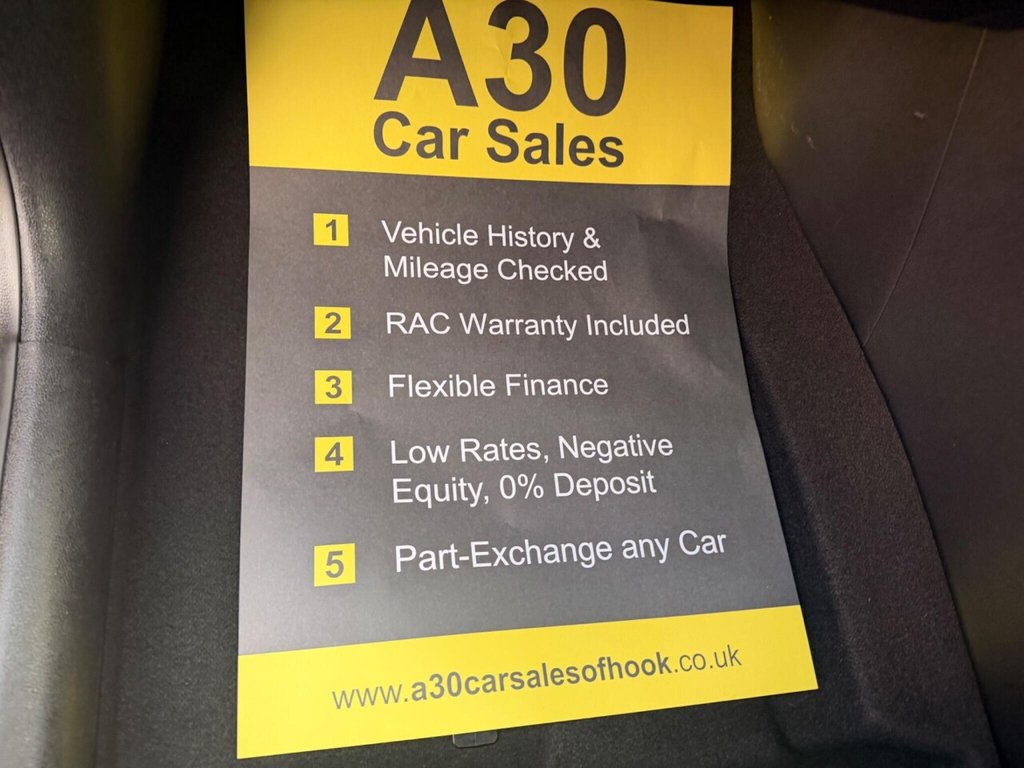 A30
Car Sales
1 Vehicle History &
Mileage Checked
2 RAC Warranty Included
3 Flexible Finance
4 Low Rates, Negative
Equity, 0% Deposit
5 Part-Exchange any Car
www.a30carsalesofhook.co.uk